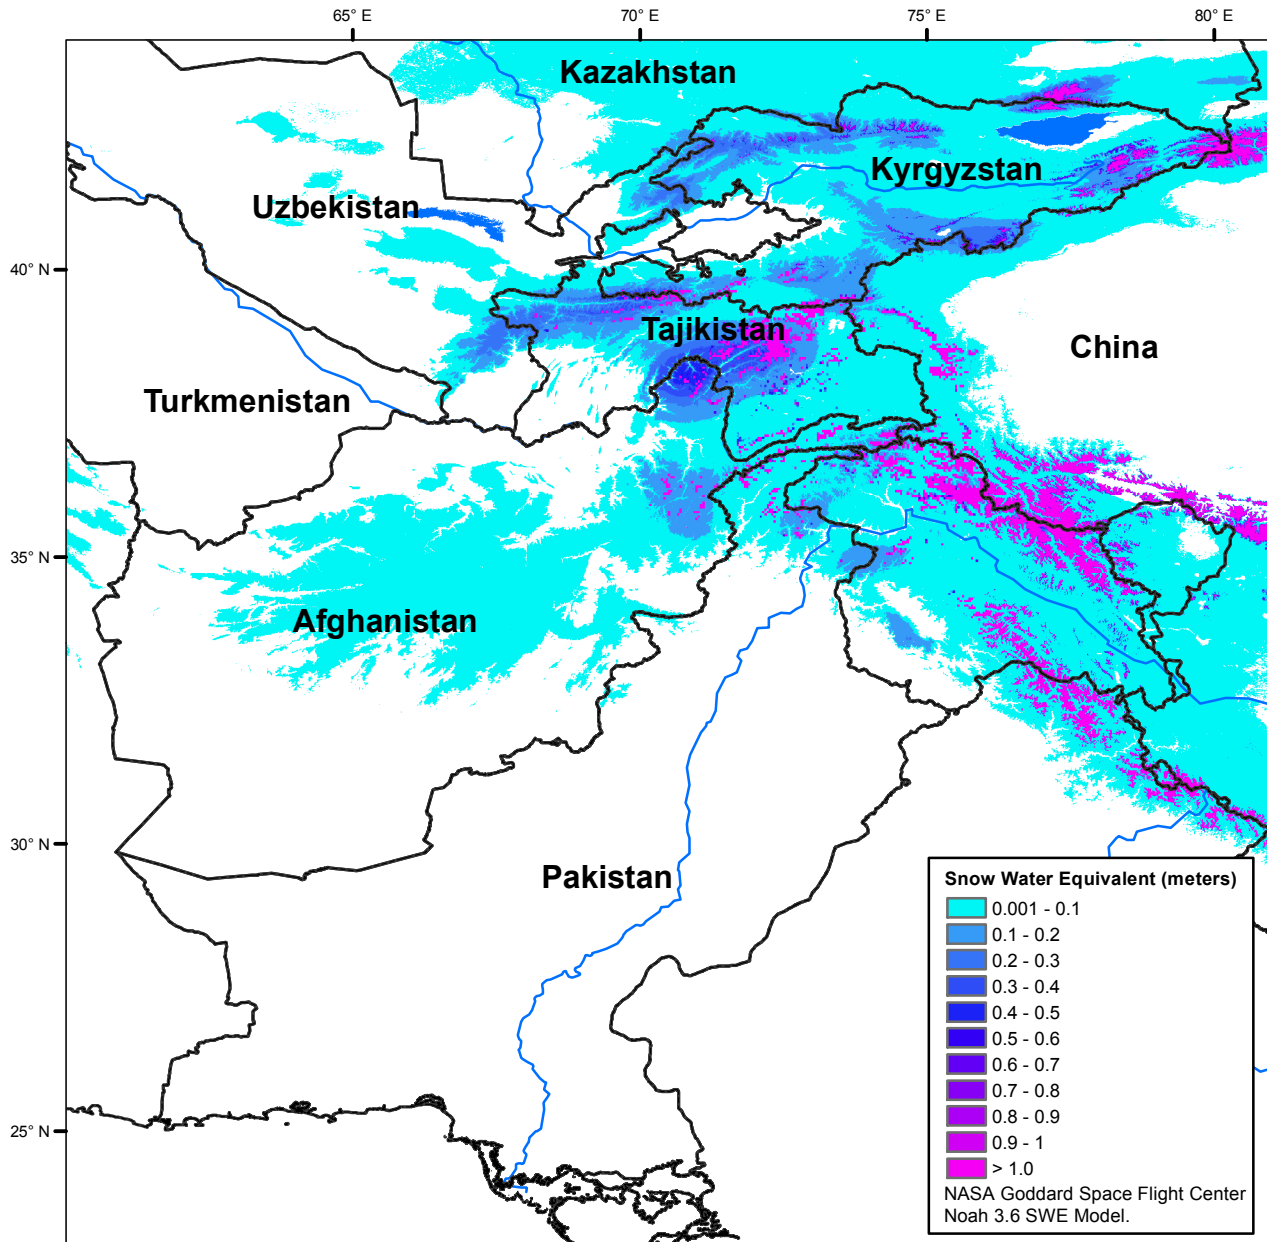 65° E
70° E
75° E
80° E
Kazakhstan
Kyrgyzstan
Uzbekistan
40° N
Tajikistan
China
Turkmenistan
35° N
Afghanistan
30° N
Pakistan
Snow Water Equivalent (meters)
0.001 - 0.1
0.1 - 0.2
0.2 - 0.3
0.3 - 0.4
0.4 - 0.5
0.5 - 0.6
0.6 - 0.7
0.7 - 0.8
0.8 - 0.9
0.9 - 1
> 1.0
NASA Goddard Space Flight Center
Noah 3.6 SWE Model.
25° N